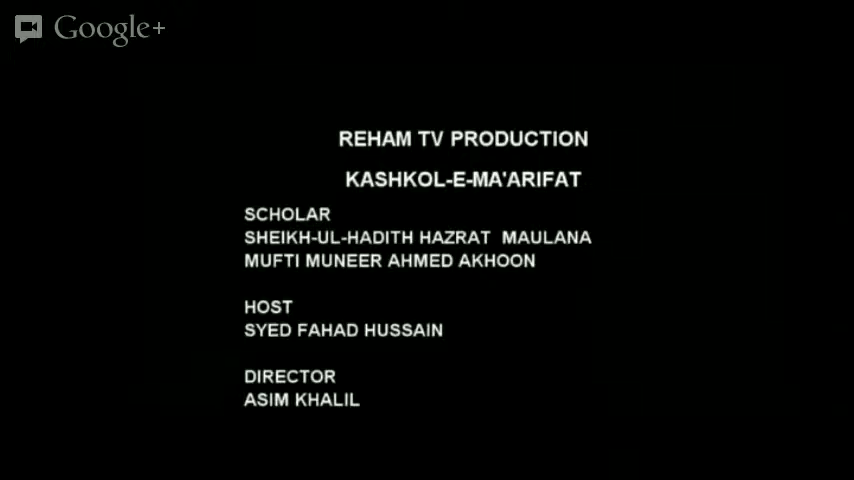 Google+
REHAM TV PRODUCTION
KASHKOL-E-MA'ARIFAT
SCHOLAR
SHEIKH-UL-HADITH HAZRAT MAULANA
MUFTI MUNEER AHMED AKHOON
HOST
SYED FAHAD HUSSAIN
DIRECTOR
ASIM KHALIL